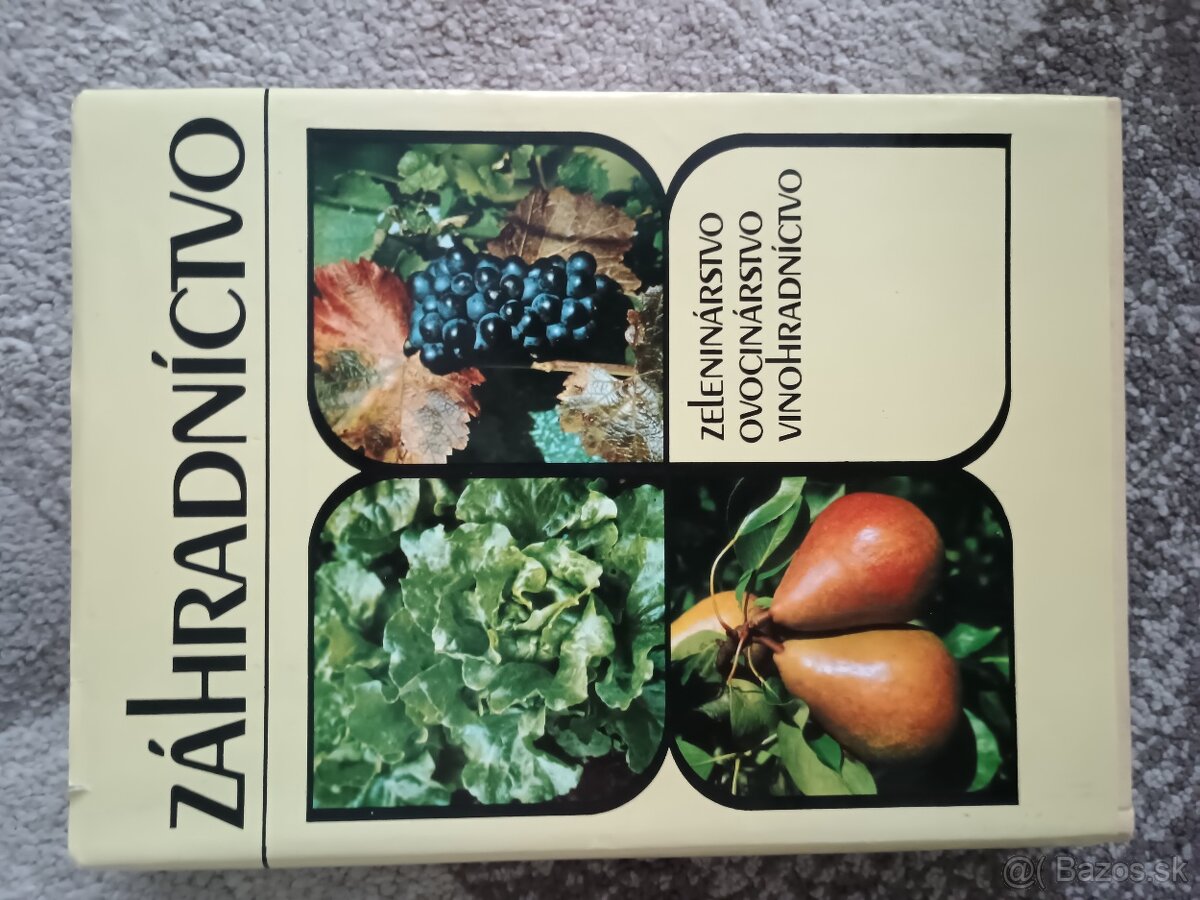 ZÁHRADNÍCTVO
ZELENINÁRSTVO
OVOCINÁRSTVO
VINOHRADNÍCTVO
@( Bazos.sk